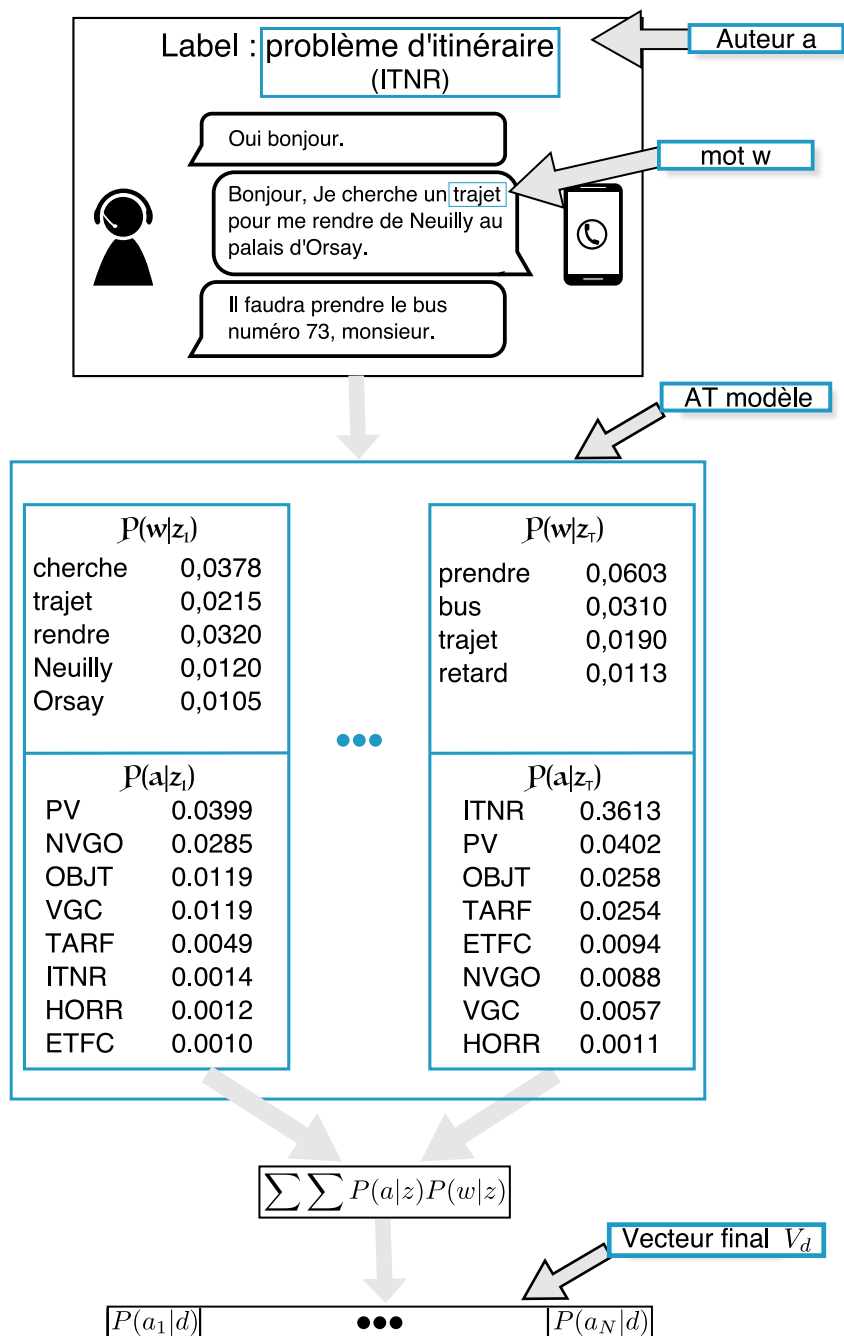 Label : problème d'itinéraire
(ITNR)
Auteur a
Oui bonjour.
mot w
Bonjour, Je cherche un trajet
pour me rendre de Neuilly au
palais d'Orsay.
Il faudra prendre le bus
numéro 73, monsieur.
AT modèle
P(w|z₁)
cherche 0,0378
trajet 0,0215
rendre 0,0320
Neuilly 0,0120
Orsay 0,0105
P(a|z₁)
PV 0.0399
NVGO 0.0285
OBJT 0.0119
VGC 0.0119
TARF 0.0049
ITNR 0.0014
HORR 0.0012
ETFC 0.0010
•••
P(w|z_T)
prendre 0,0603
bus 0,0310
trajet 0,0190
retard 0,0113
P(a|z_T)
ITNR 0.3613
PV 0.0402
OBJT 0.0258
TARF 0.0254
ETFC 0.0094
NVGO 0.0088
VGC 0.0057
HORR 0.0011
∑∑P(a|z)P(w|z)
Vecteur final V_d
P(a₁|d) ••• P(a_N|d)